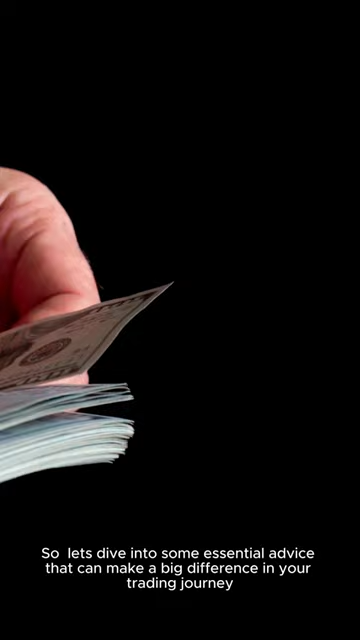 So  lets dive into some essential advice
that can make a big difference in your
trading journey